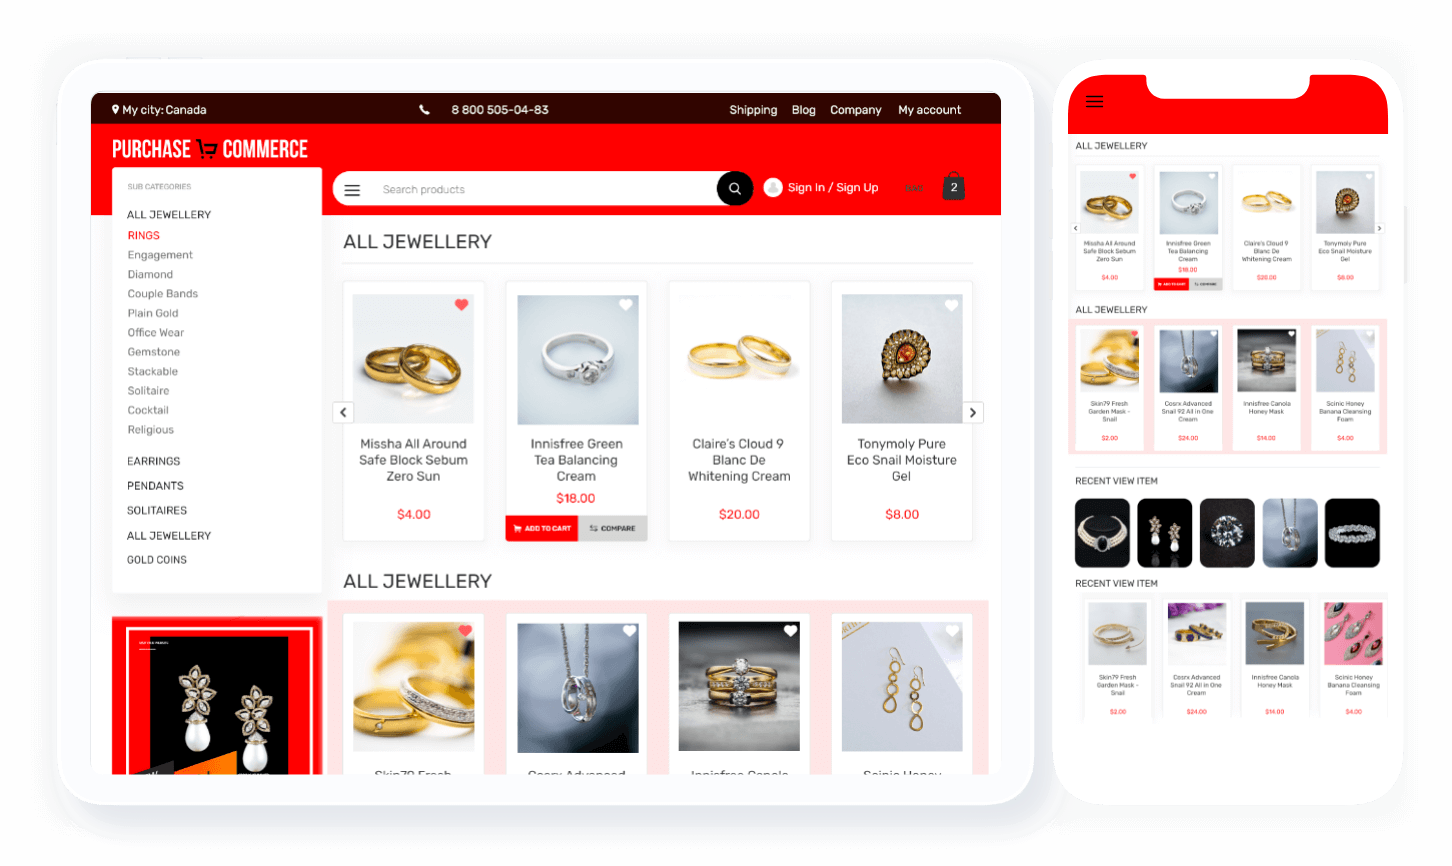 My city: Canada
8 800 505-04-83
Shipping Blog Company My account
PURCHASE COMMERCE
SUB CATEGORIES
ALL JEWELLERY
RINGS
Engagement
Diamond
Couple Bands
Plain Gold
Office Wear
Gemstone
Stackable
Solitaire
Cocktail
Religious
EARRINGS
PENDANTS
SOLITAIRES
ALL JEWELLERY
GOLD COINS
Search products
Sign In / Sign Up
2
ALL JEWELLERY
Missha All Around
Safe Block Sebum
Zero Sun
$4.00
Innisfree Green
Tea Balancing
Cream
$18.00
ADD TO CART
COMPARE
Claire's Cloud 9
Blanc De
Whitening Cream
$20.00
Tonymoly Pure
Eco Snail Moisture
Gel
$8.00
ALL JEWELLERY
Skin79 Fresh
Cosrx Advanced
Innisfree Canola
Scinic Honey
ALL JEWELLERY
Missha All Around
Safe Block Sebum
Zero Sun
$4.00
Innisfree Green
Tea Balancing
Cream
$18.00
ADD TO CART
COMPARE
Claire's Cloud 9
Blanc De
Whitening Cream
$20.00
Tonymoly Pure
Eco Snail Moisture
Gel
$8.00
ALL JEWELLERY
Skin79 Fresh
Garden Mask -
Snail
$2.00
Cosrx Advanced
Snail 92 All in One
Cream
$24.00
Innisfree Canola
Honey Mask
$14.00
Scinic Honey
Banana Cleansing
Foam
$4.00
RECENT VIEW ITEM
RECENT VIEW ITEM
Skin79 Fresh
Garden Mask -
Snail
$2.00
Cosrx Advanced
Snail 92 All in One
Cream
$24.00
Innisfree Canola
Honey Mask
$14.00
Scinic Honey
Banana Cleansing
Foam
$4.00